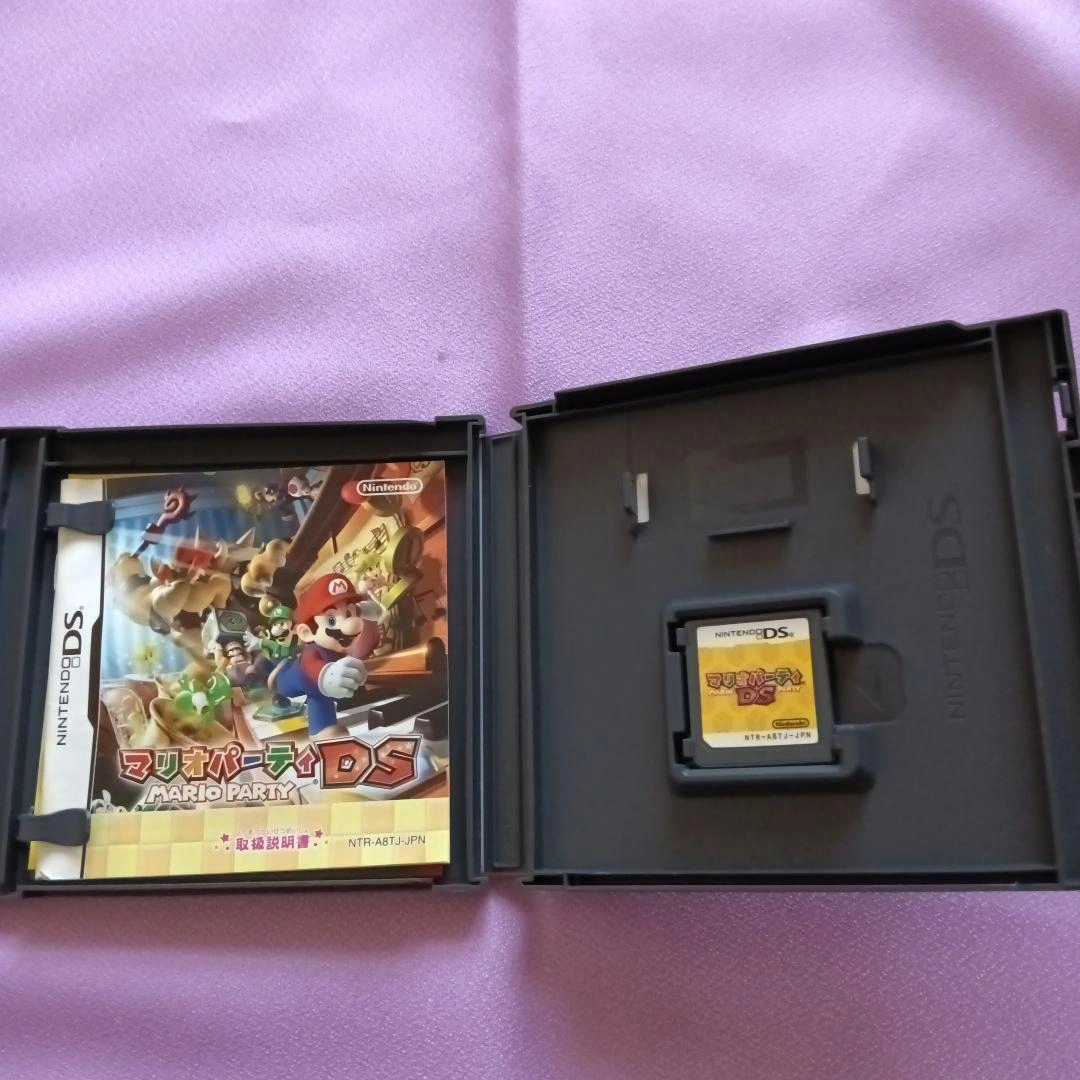 Nintendo
NINTENDO DS
マリオパーティDS
MARIO PARTY
とりあつかいせつめいしょ
取扱説明書
NTR-A8TJ-JPN
NINTENDO DS
NINTENDO DS
マリオパーティ
MARIO DS PARTY
Nintendo
NTR-A8TJ-JPN